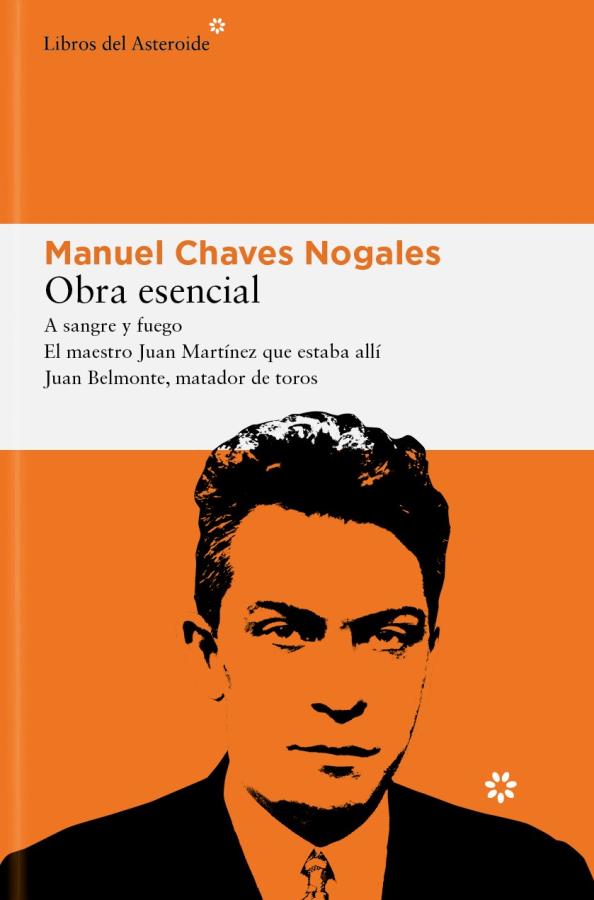 Libros del Asteroide
Manuel Chaves Nogales
Obra esencial
A sangre y fuego
El maestro Juan Martínez que estaba allí
Juan Belmonte, matador de toros